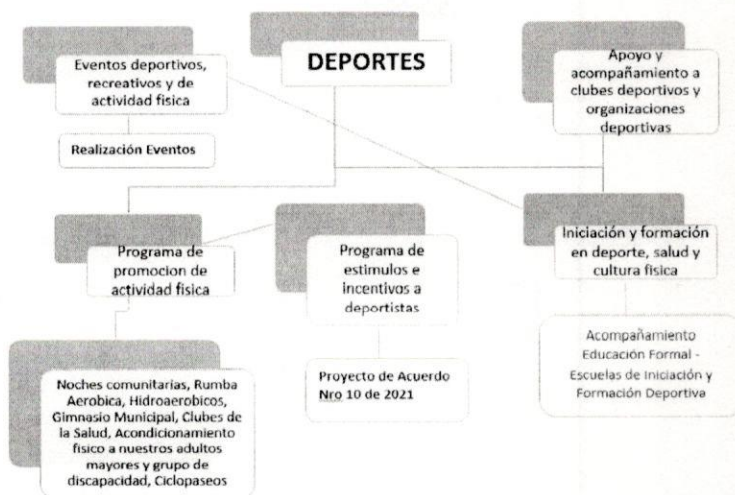 DEPORTES
Eventos deportivos,
recreativos y de
actividad fisica
Realización Eventos
Apoyo y
acompañamiento a
clubes deportivos y
organizaciones
deportivas
Programa de
promocion de
actividad fisica
Programa de
estimulos e
incentivos a
deportistas
Iniciación y formación
en deporte, salud y
cultura fisica
Noches comunitarias, Rumba
Aerobica, Hidroaerobicos,
Gimnasio Municipal, Clubes de
la Salud, Acondicionamiento
fisico a nuestros adultos
mayores y grupo de
discapacidad, Ciclopaseos
Proyecto de Acuerdo
Nro 10 de 2021
Acompañamiento
Educación Formal -
Escuelas de Iniciación y
Formación Deportiva